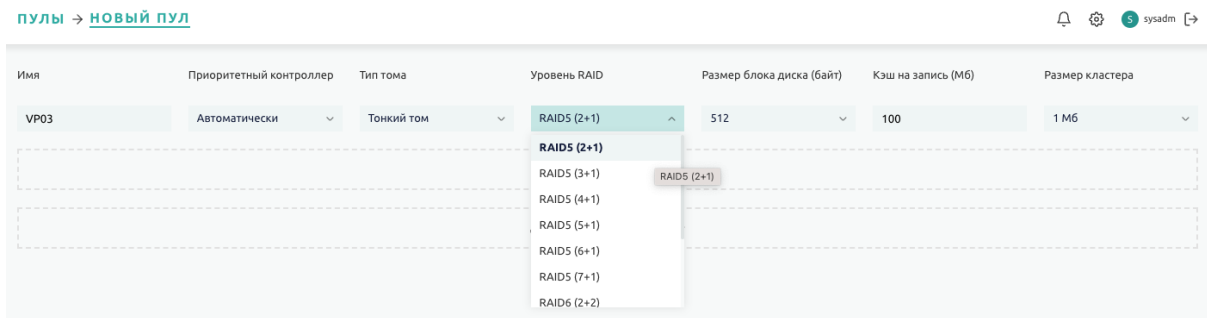 ПУЛЫ → НОВЫЙ ПУЛ
S sysadm
Имя Приоритетный контроллер Тип тома Уровень RAID Размер блока диска (байт) Кэш на запись (Мб) Размер кластера
VP03 Автоматически Тонкий том RAID5 (2+1) 512 100 1 Мб
RAID5 (2+1)
RAID5 (2+1)
RAID5 (3+1)
RAID5 (4+1)
RAID5 (5+1)
RAID5 (6+1)
RAID5 (7+1)
RAID6 (2+2)